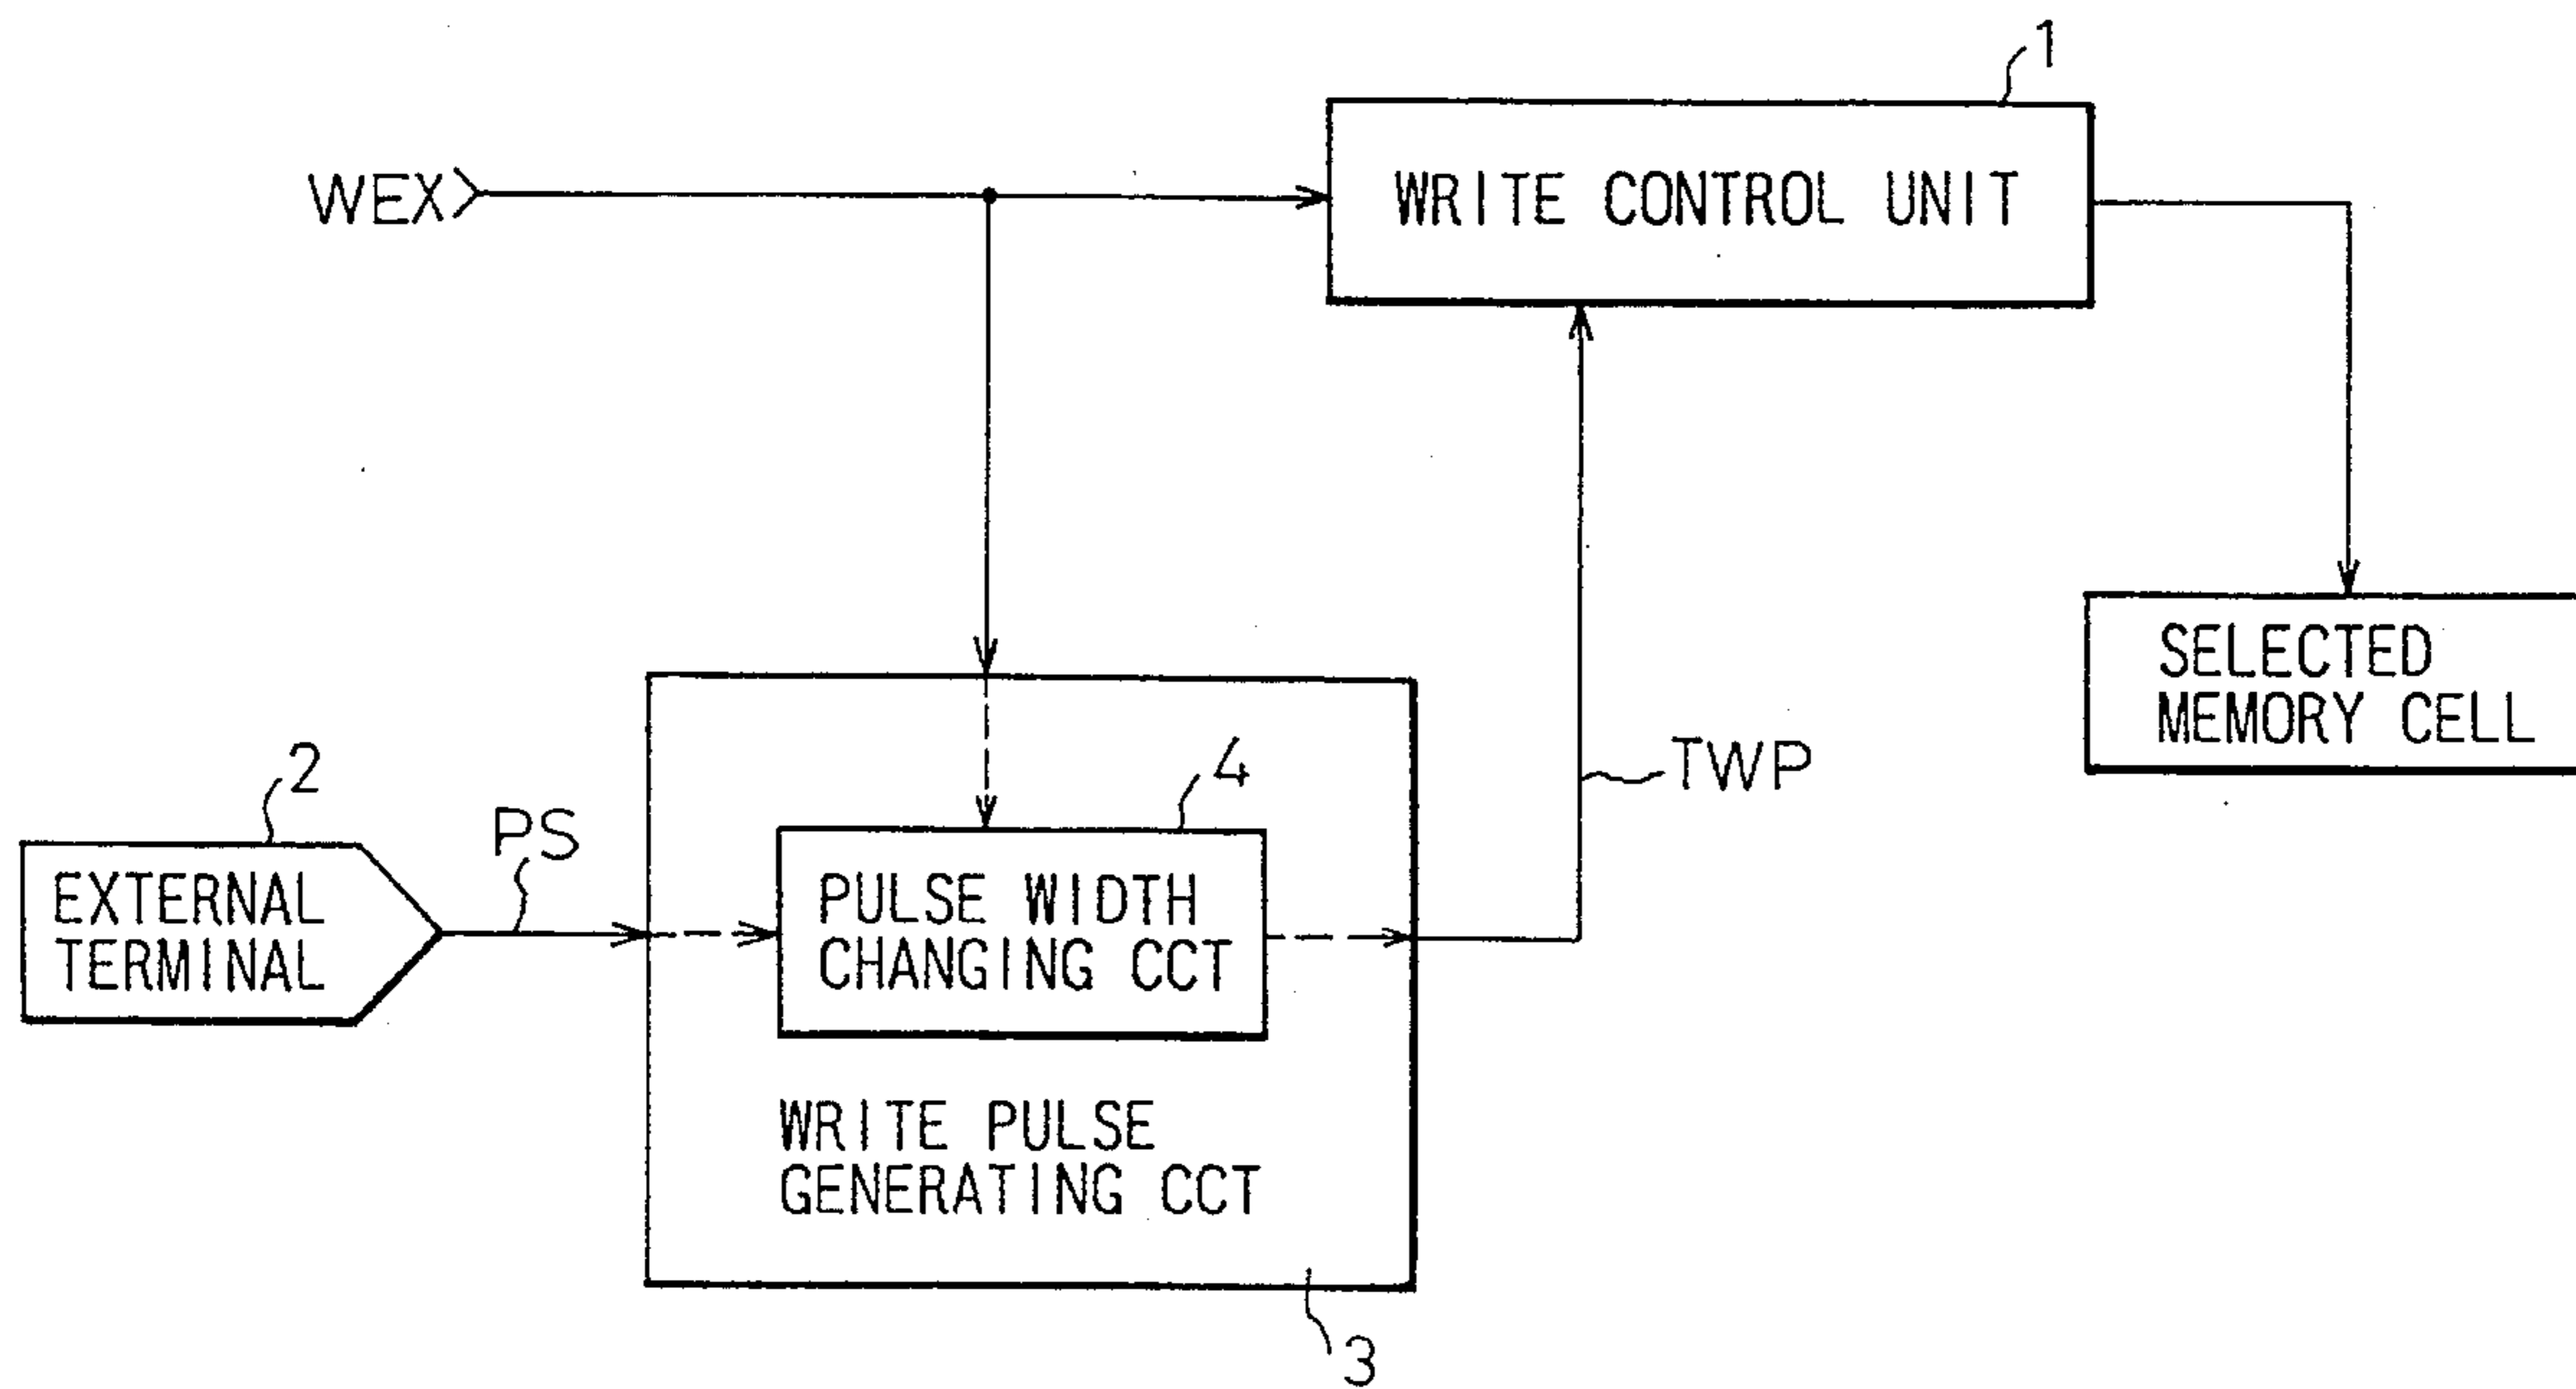 1
WEX
WRITE CONTROL UNIT
SELECTED
MEMORY CELL
2
PS
4
TWP
EXTERNAL
TERMINAL
PULSE WIDTH
CHANGING CCT
WRITE PULSE
GENERATING CCT
3